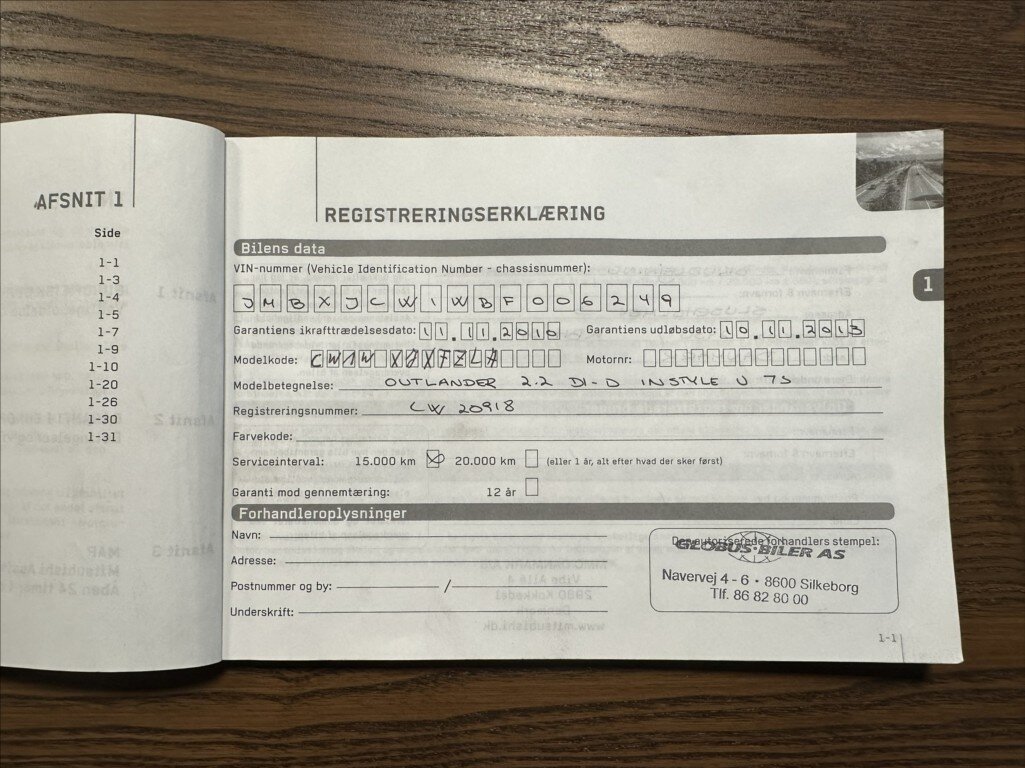 AFSNIT 1
Side
1-1
1-3
1-4
1-5
1-7
1-9
1-10
1-20
1-26
1-30
1-31
REGISTRERINGSERKLÆRING
Bilens data
VIN-nummer (Vehicle Identification Number - chassisnummer):
JMBXJCW1WBF006249
Garantiens ikrafttrædelsesdato: 11.11.2010 Garantiens udløbsdato: 10.11.2013
Modelkode: Motornr:
Modelbetegnelse: OUTLANDER 2.2 DI-D INSTYLE U 7S
Registreringsnummer: CW 20918
Farvekode:
Serviceinterval: 15.000 km 20.000 km (eller 1 år, alt efter hvad der sker først)
Garanti mod gennemtæring: 12 år
Forhandleroplysninger
Navn:
Adresse:
Postnummer og by: /
Underskrift:
Den autoriserede forhandlers stempel:
GLOBUS-BILER AS
Navervej 4 - 6 • 8600 Silkeborg
Tlf. 86 82 80 00
1-1
1